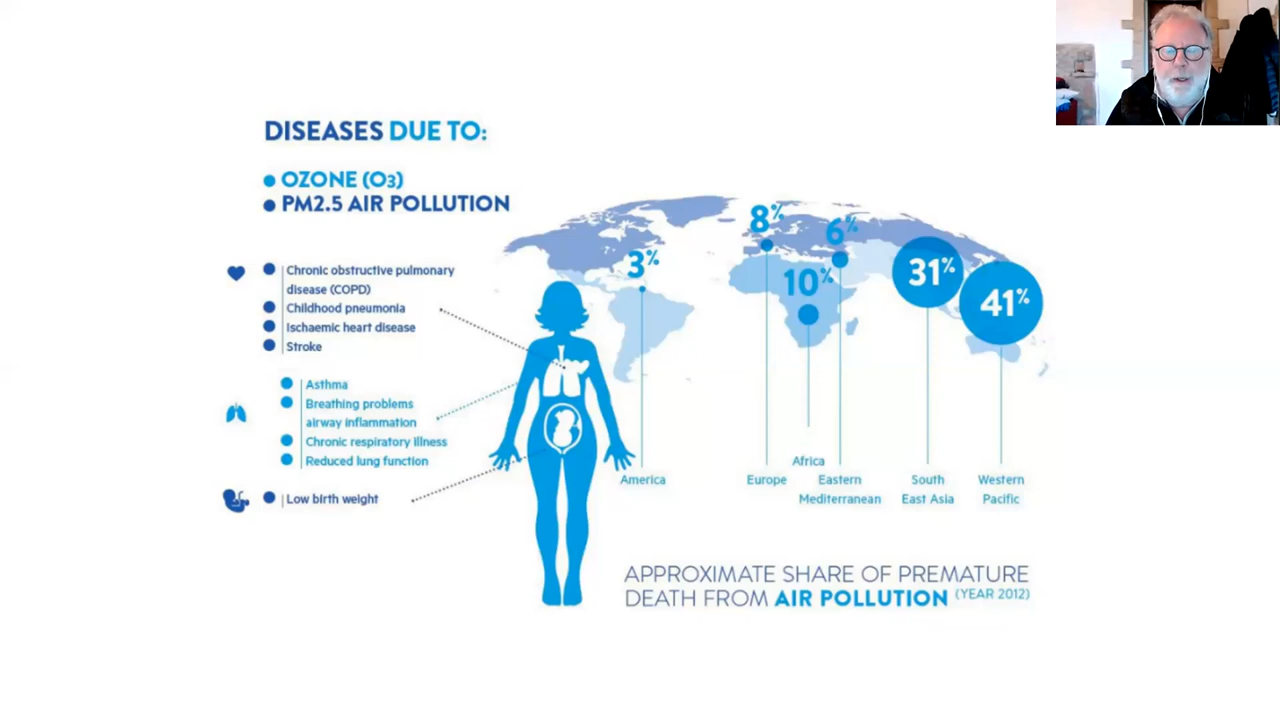 DISEASES DUE TO:
OZONE (O3)
PM2.5 AIR POLLUTION
Chronic obstructive pulmonary
disease (COPD)
Childhood pneumonia
Ischaemic heart disease
Stroke
Asthma
Breathing problems
airway inflammation
Chronic respiratory illness
Reduced lung function
Low birth weight
3%
8%
10%
6%
31%
41%
America
Europe
Africa
Eastern
Mediterranean
South
East Asia
Western
Pacific
APPROXIMATE SHARE OF PREMATURE
DEATH FROM AIR POLLUTION (YEAR 2012)